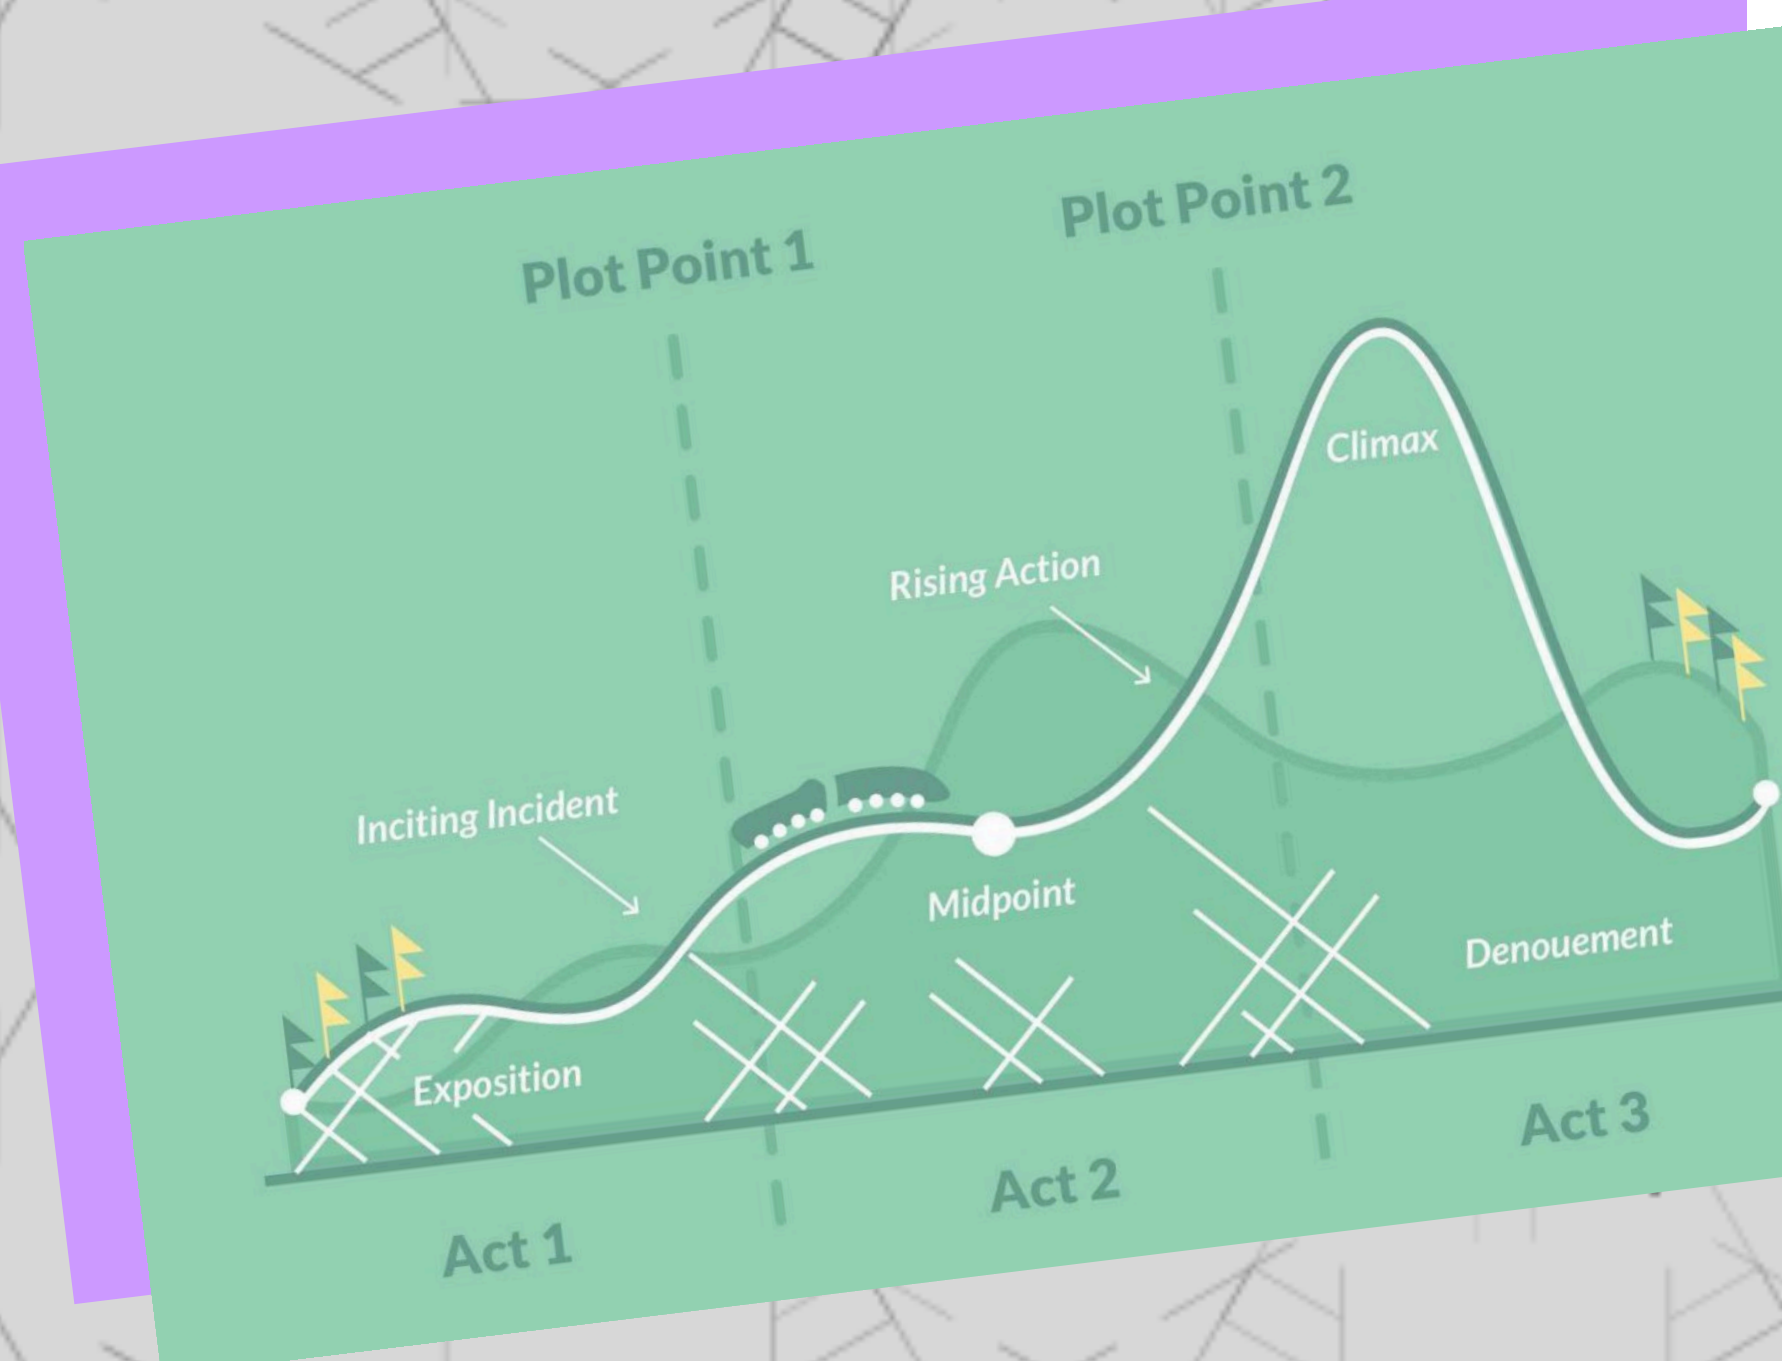 Plot Point 1
Plot Point 2
Climax
Rising Action
Inciting Incident
Midpoint
Denouement
Exposition
Act 1
Act 2
Act 3